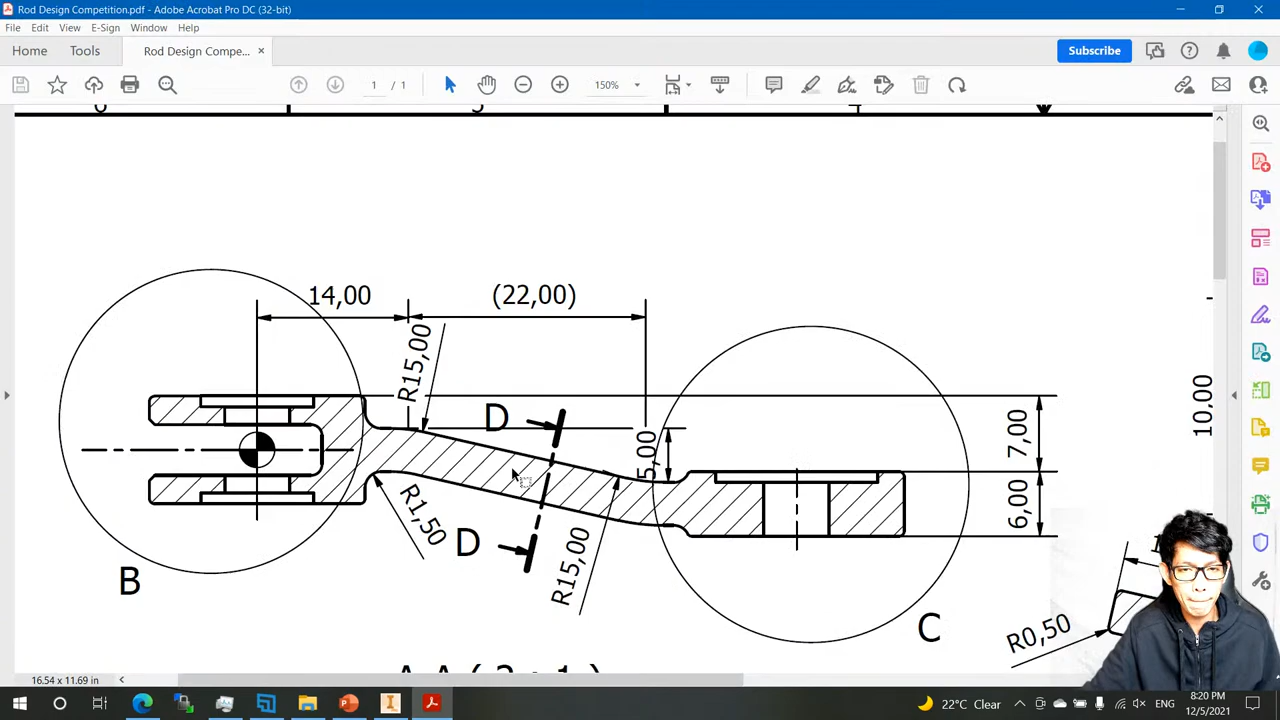 Rod Design Competition.pdf - Adobe Acrobat Pro DC (32-bit)
File Edit View E-Sign Window Help
Home Tools Rod Design Compe... × Subscribe
1 / 1 150%
14,00 (22,00)
R15,00
10,00
D
5,00
7,00
R1,50
6,00
D
R15,00
B
C
R0,50
16.54 x 11.69 in
22°C Clear
8:20 PM
12/5/2021